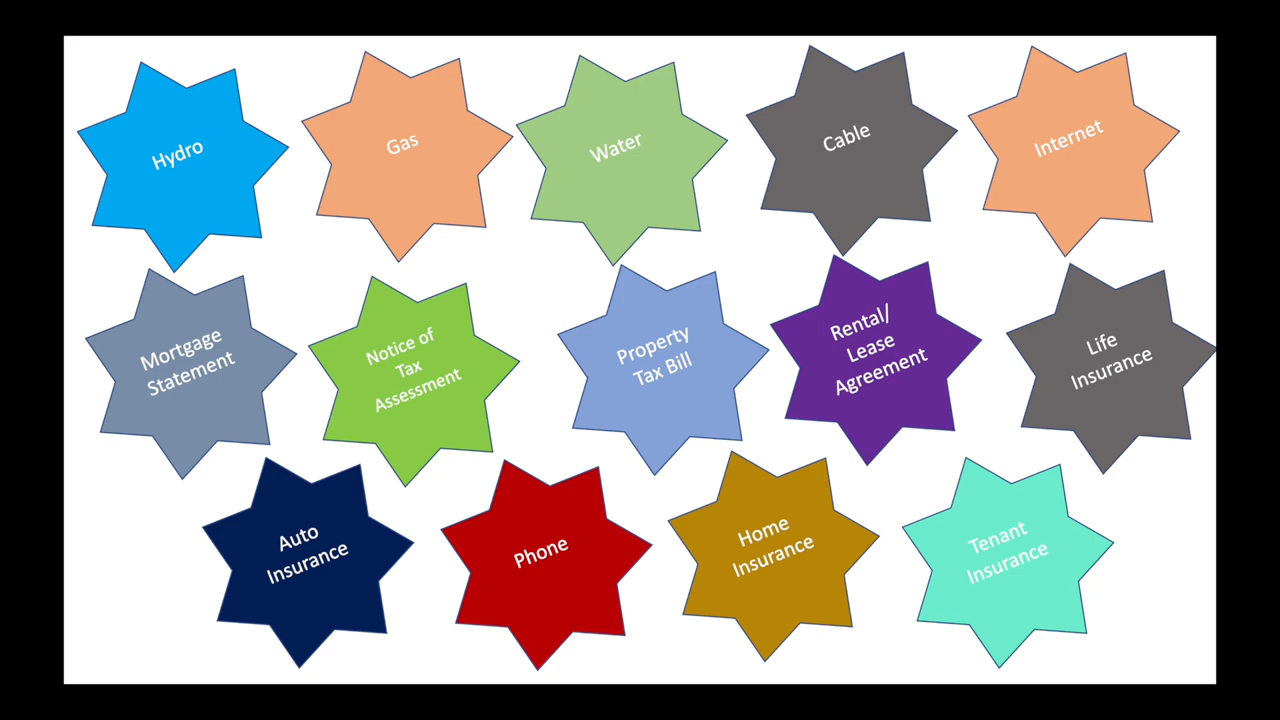 Hydro
Gas
Water
Cable
Internet
Mortgage
Statement
Notice of
Tax
Assessment
Property
Tax Bill
Rental/
Lease
Agreement
Life
Insurance
Auto
Insurance
Phone
Home
Insurance
Tenant
Insurance